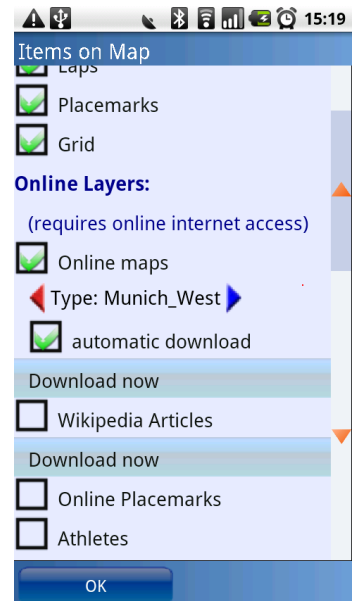 15:19
Items on Map
Laps
Placemarks
Grid
Online Layers:
(requires online internet access)
Online maps
Type: Munich_West
automatic download
Download now
Wikipedia Articles
Download now
Online Placemarks
Athletes
OK